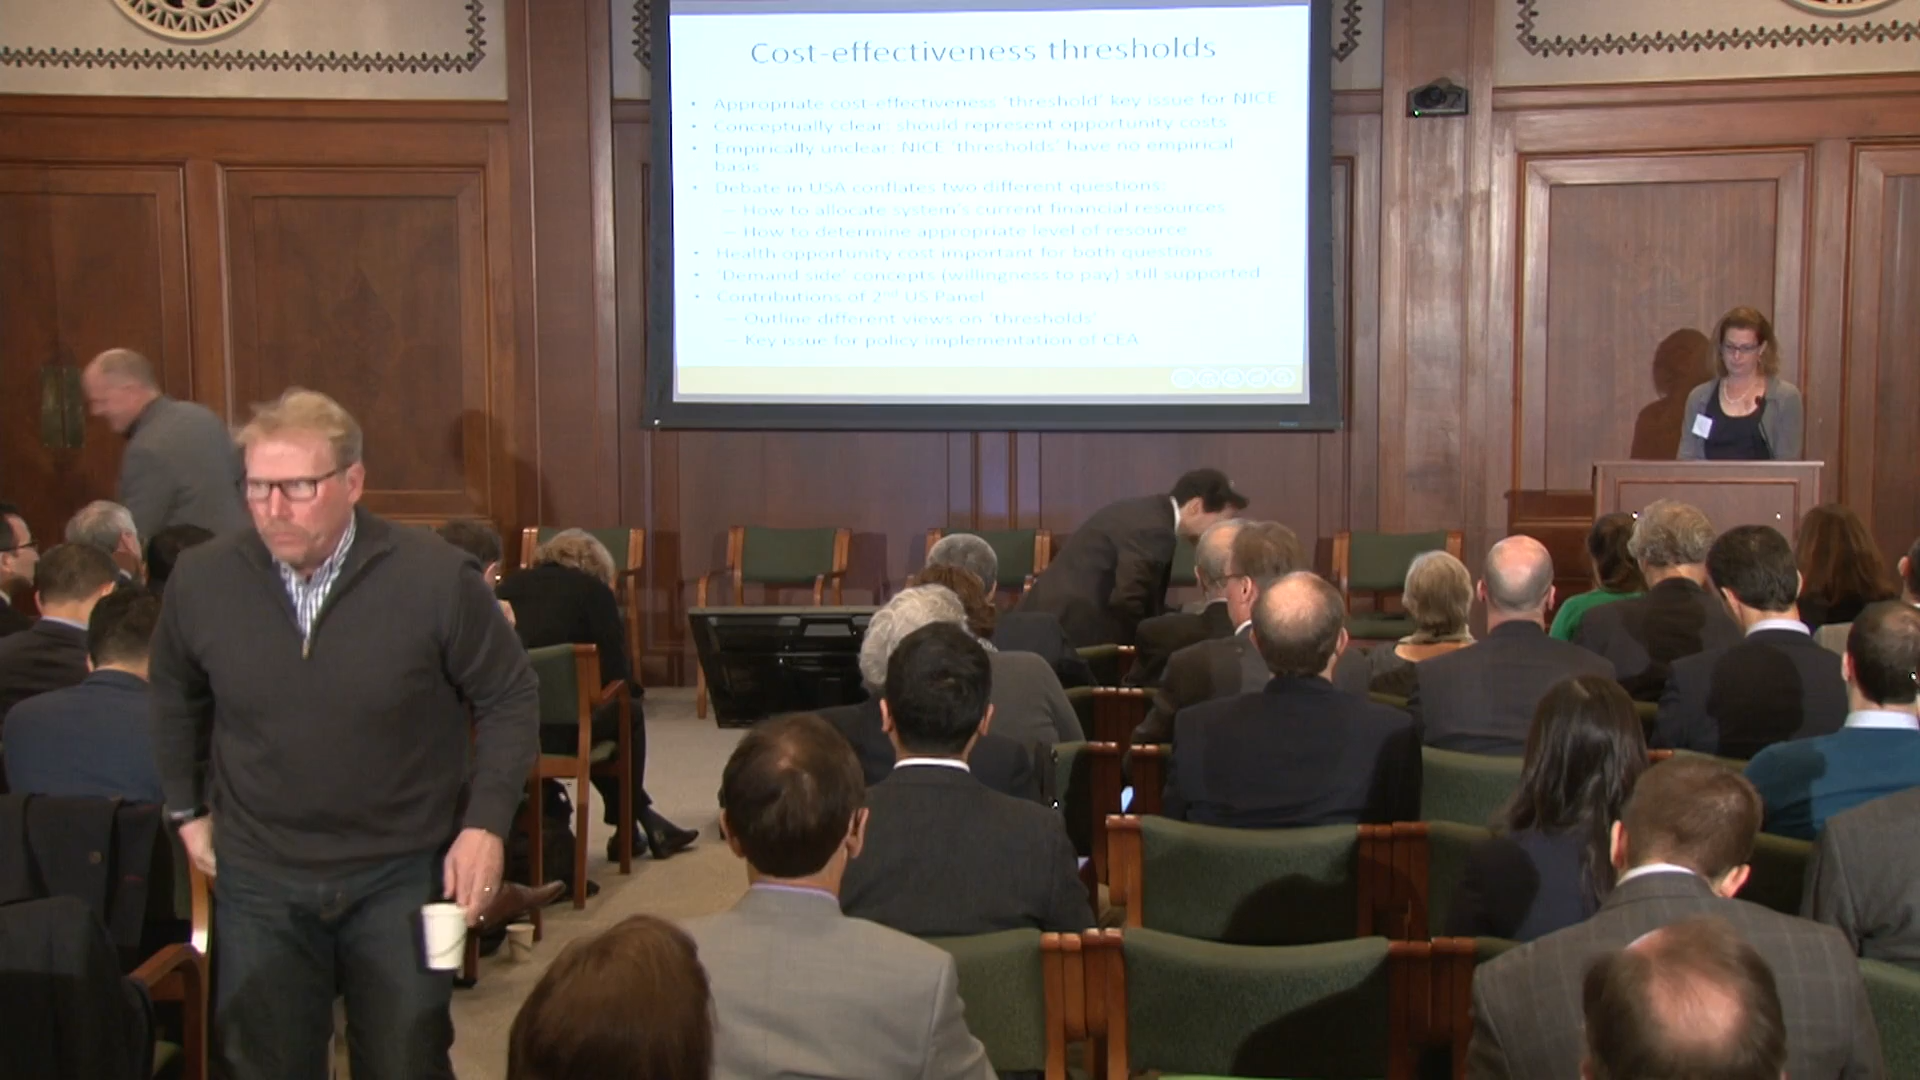 Cost-effectiveness thresholds
• Appropriate cost-effectiveness 'threshold' key issue for NICE
• Conceptually clear: should represent opportunity costs
• Empirically unclear: NICE 'thresholds' have no empirical
basis
• Debate in USA conflates two different questions:
– How to allocate system's current financial resources
– How to determine appropriate level of resource
• Health opportunity cost important for both questions
• 'Demand side' concepts (willingness to pay) still supported
• Contributions of 2nd US Panel
– Outline different views on 'thresholds'
– Key issue for policy implementation of CEA